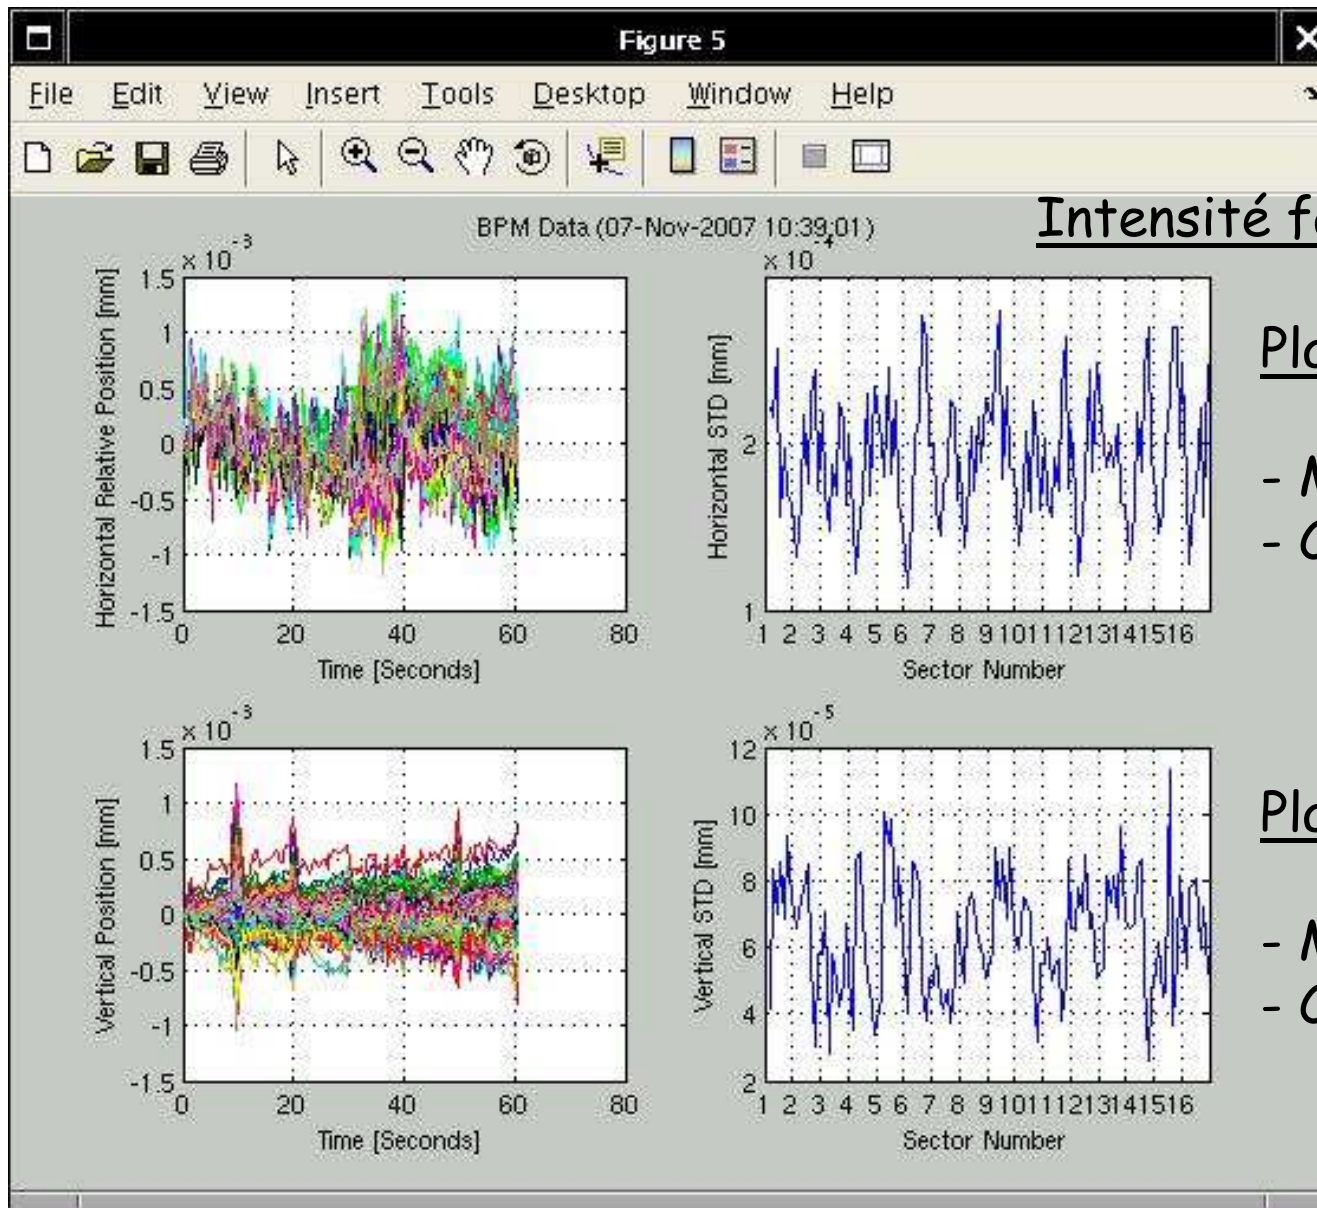 Figure 5
File Edit View Insert Tools Desktop Window Help
BPM Data (07-Nov-2007 10:39:01)
Intensité f
× 10⁻³
1.5
1
0.5
0
-0.5
-1
-1.5
0 20 40 60 80
Horizontal Relative Position [mm]
Time [Seconds]
× 10⁻⁴
2
1
1 2 3 4 5 6 7 8 9 10 11 12 13 14 15 16
Horizontal STD [mm]
Sector Number
Pl
-
-
× 10⁻³
1.5
1
0.5
0
-0.5
-1
-1.5
0 20 40 60 80
Vertical Position [mm]
Time [Seconds]
× 10⁻⁵
12
10
8
6
4
2
1 2 3 4 5 6 7 8 9 10 11 12 13 14 15 16
Vertical STD [mm]
Sector Number
Pl
-
-